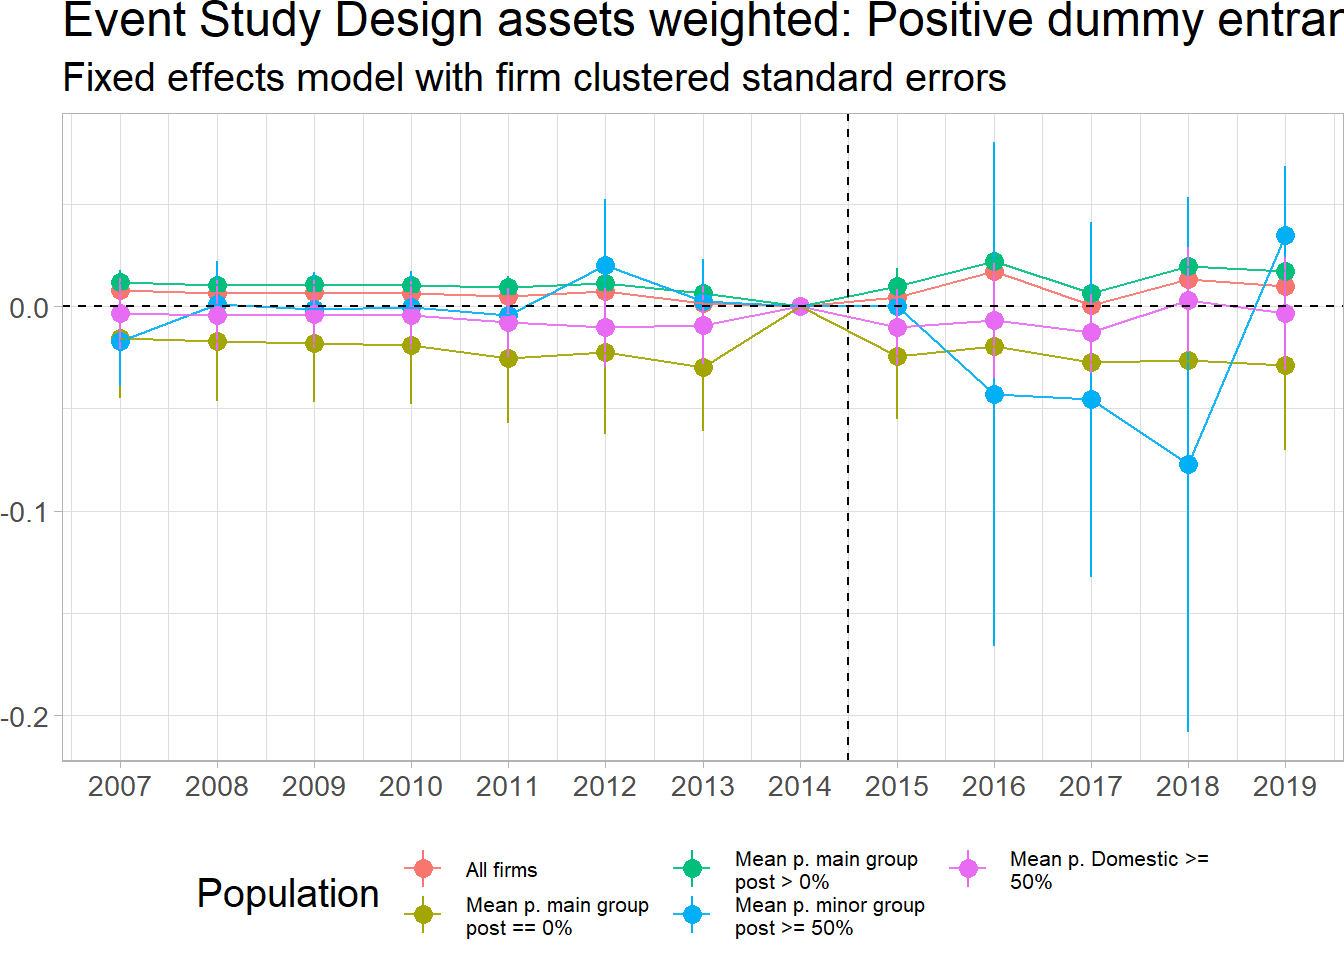 Event Study Design assets weighted: Positive dummy
Fixed effects model with firm clustered standard errors
0.0
-0.1
-0.2
2007 2008 2009 2010 2011 2012 2013 2014 2015 2016 2017 2018 2019
Population
All firms
Mean p. main group
post == 0%
Mean p. main group
post > 0%
Mean p. minor group
post >= 50%
Mean p. Domestic >=
50%